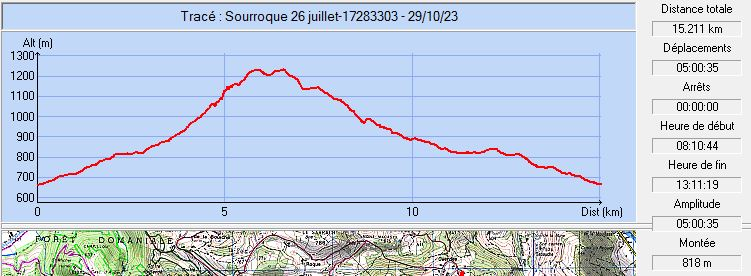 Tracé : Sourroque 26 juillet-17283303 - 29/10/23
Alt (m)
1300
1200
1100
1000
900
800
700
600
0
5
10
Dist (km)
Distance totale
15.211 km
Déplacements
05:00:35
Arrêts
00:00:00
Heure de début
08:10:44
Heure de fin
13:11:19
Amplitude
05:00:35
Montée
818 m
FORÊT DOMANIALE